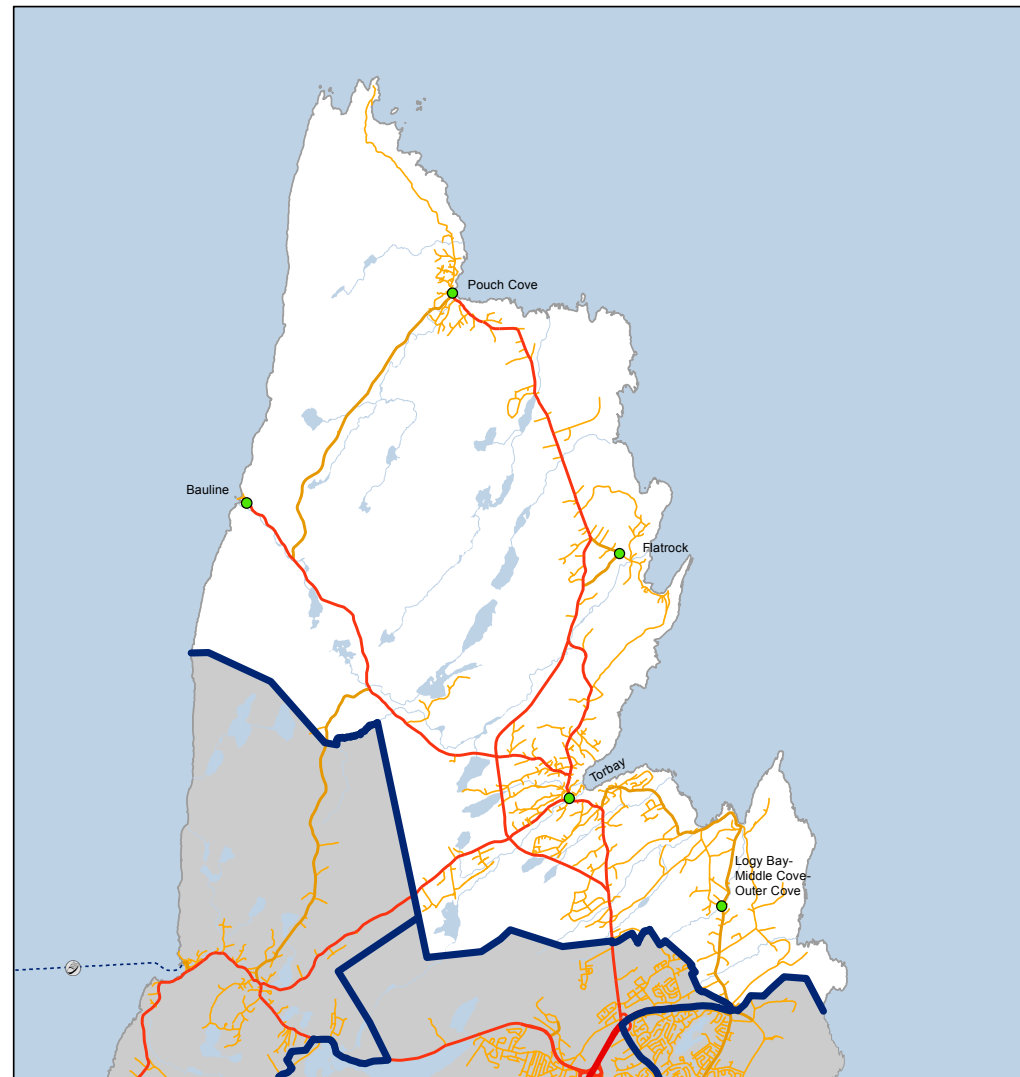 Pouch Cove
Bauline
Flatrock
Torbay
Logy Bay-
Middle Cove-
Outer Cove